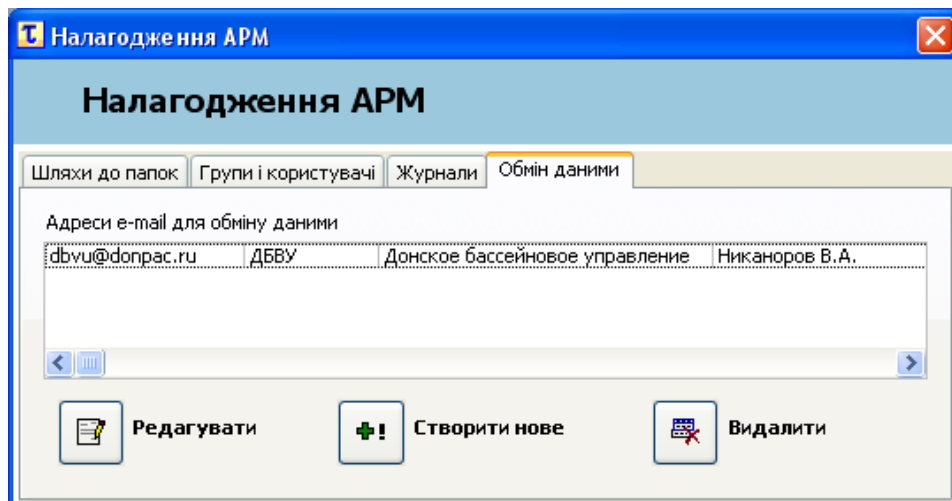 Налагодження АРМ
Налагодження АРМ
Шляхи до папок Групи і користувачі Журнали Обмін даними
Адреси e-mail для обміну даними
dbvu@donpac.ru ДБВУ Донское бассейновое управление Никаноров В.А.
Редагувати Створити нове Видалити